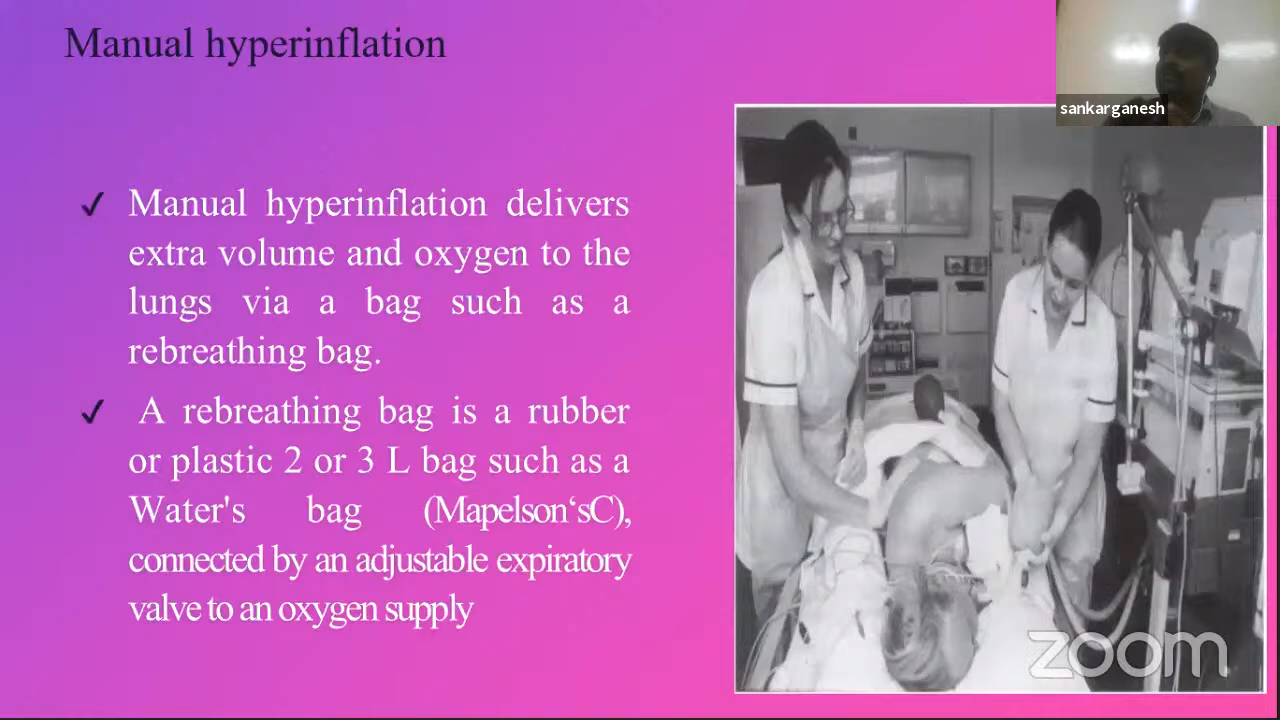 Manual hyperinflation
sankarganesh
✓ Manual hyperinflation delivers
extra volume and oxygen to the
lungs via a bag such as a
rebreathing bag.
✓ A rebreathing bag is a rubber
or plastic 2 or 3 L bag such as a
Water's bag (Mapelson‘sC),
connected by an adjustable expiratory
valve to an oxygen supply
zoom